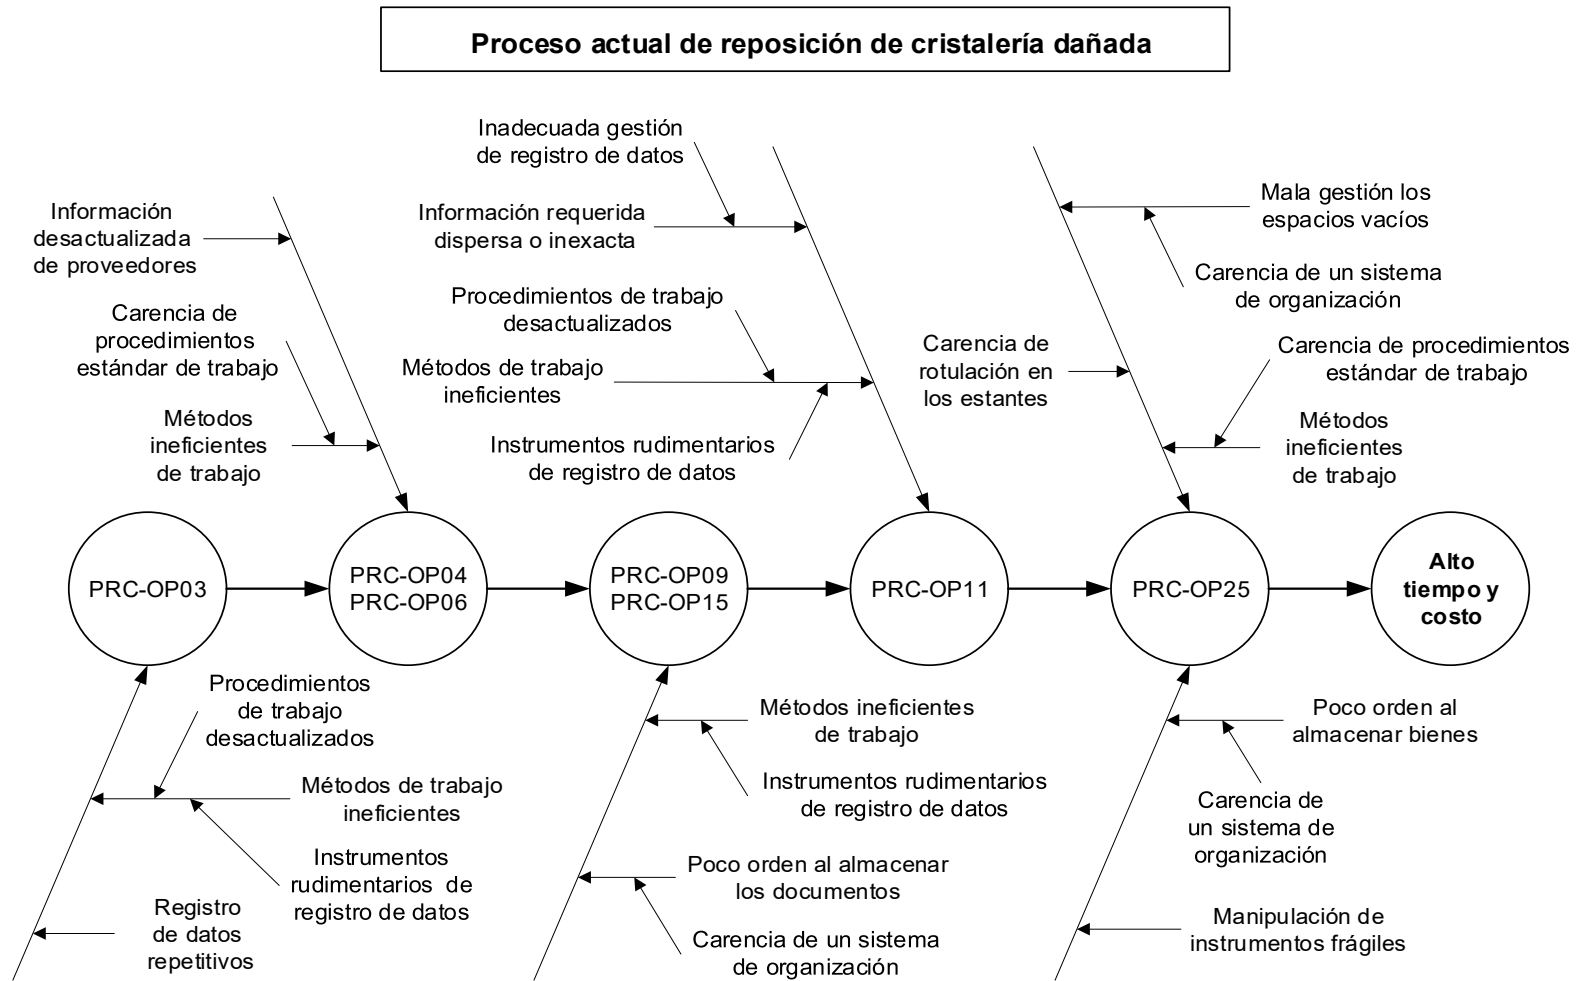 Proceso actual de reposición de cristalería dañada
Inadecuada gestión
de registro de datos
Información
desactualizada
de proveedores
Información requerida
dispersa o inexacta
Mala gestión los
espacios vacíos
Carencia de un sistema
de organización
Carencia de
procedimientos
estándar de trabajo
Procedimientos de trabajo
desactualizados
Carencia de
rotulación en
los estantes
Carencia de procedimientos
estándar de trabajo
Métodos de trabajo
ineficientes
Métodos
ineficientes
de trabajo
Instrumentos rudimentarios
de registro de datos
Métodos
ineficientes
de trabajo
PRC-OP03
PRC-OP04
PRC-OP06
PRC-OP09
PRC-OP15
PRC-OP11
PRC-OP25
Alto
tiempo y
costo
Procedimientos
de trabajo
desactualizados
Métodos de trabajo
ineficientes
Instrumentos
rudimentarios de
registro de datos
Registro
de datos
repetitivos
Métodos ineficientes
de trabajo
Instrumentos rudimentarios
de registro de datos
Poco orden al almacenar
los documentos
Carencia de un sistema
de organización
Poco orden al
almacenar bienes
Carencia de
un sistema de
organización
Manipulación de
instrumentos frágiles